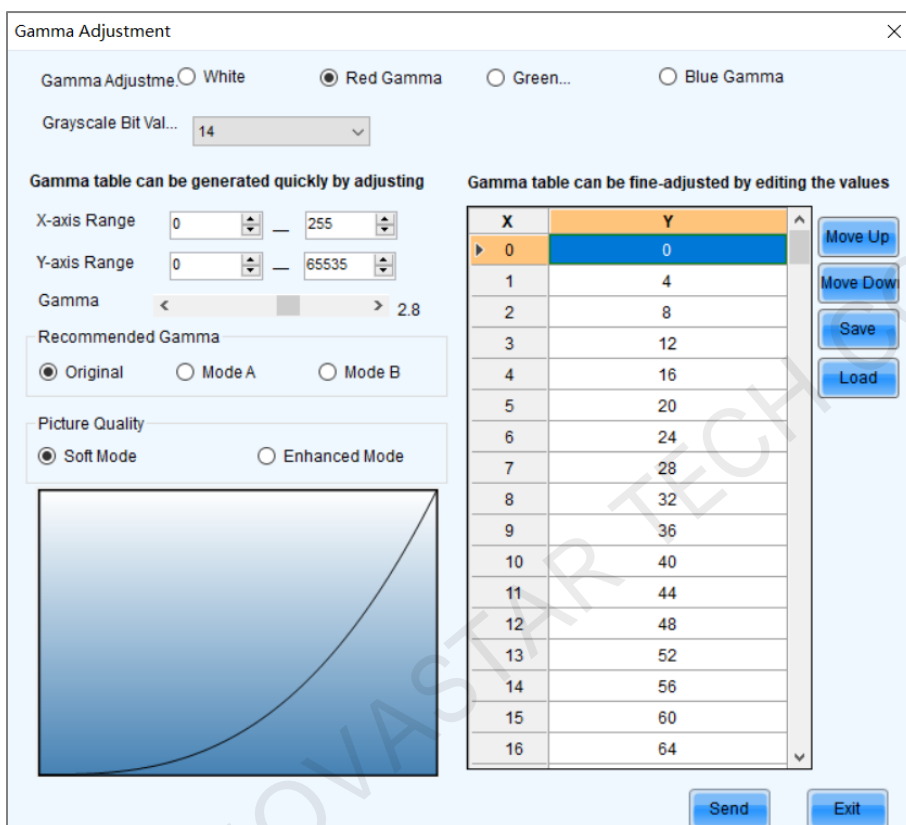 Gamma Adjustment
Gamma Adjustme.
White
Red Gamma
Green...
Blue Gamma
Grayscale Bit Val...
14
Gamma table can be generated quickly by adjusting
X-axis Range
0
255
Y-axis Range
0
65535
Gamma
2.8
Recommended Gamma
Original
Mode A
Mode B
Picture Quality
Soft Mode
Enhanced Mode
Gamma table can be fine-adjusted by editing the values
X Y
0 0
1 4
2 8
3 12
4 16
5 20
6 24
7 28
8 32
9 36
10 40
11 44
12 48
13 52
14 56
15 60
16 64
Move Up
Move Dow
Save
Load
Send
Exit